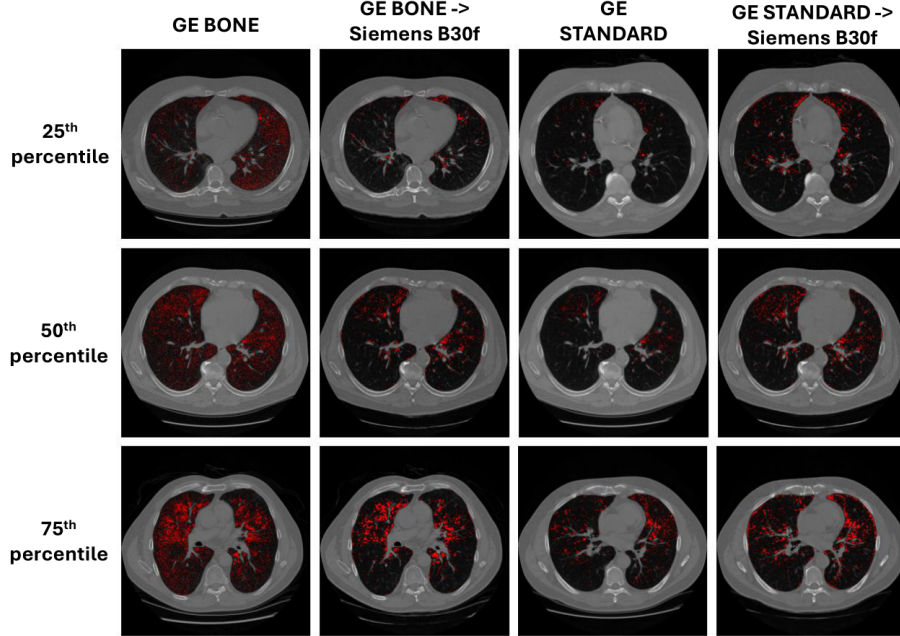 GE BONE
GE BONE ->
Siemens B30f
GE
STANDARD
GE STANDARD ->
Siemens B30f
25th
percentile
50th
percentile
75th
percentile